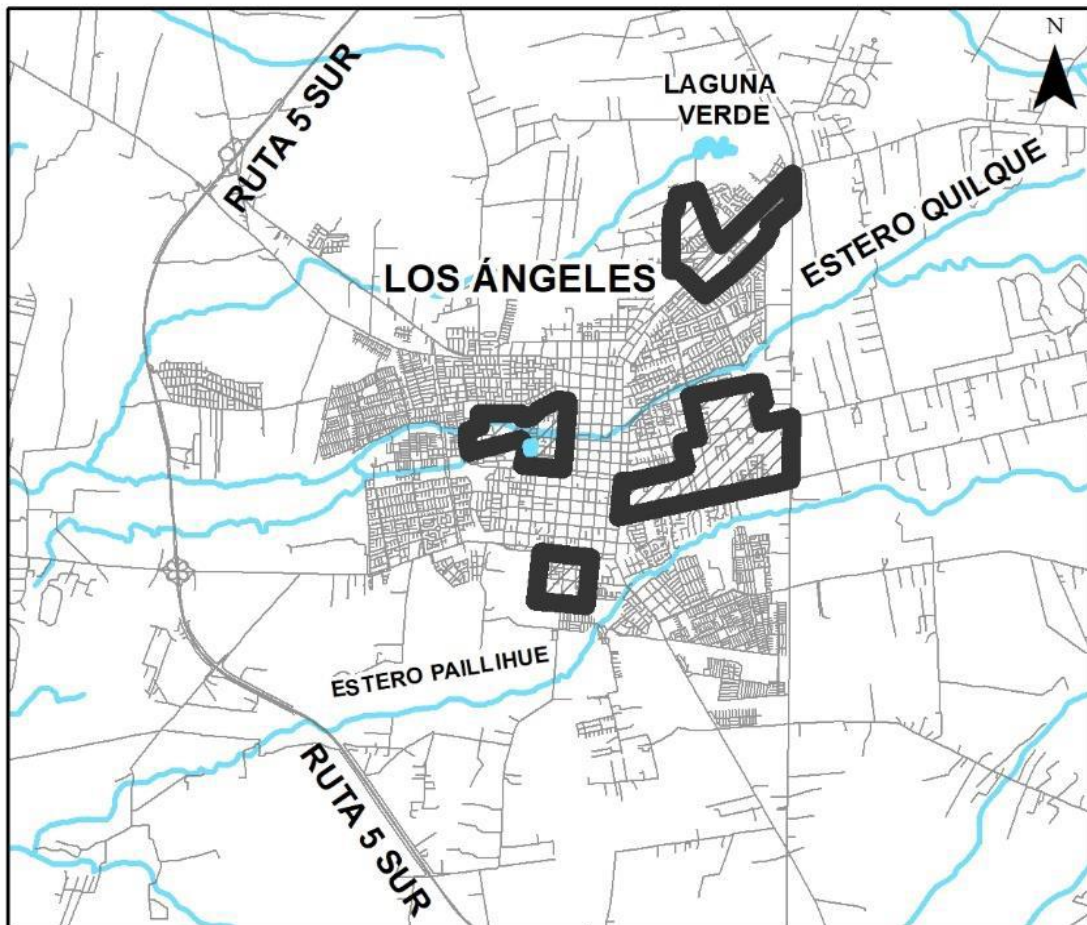 N
LAGUNA
VERDE
RUTA 5 SUR
ESTERO QUILQUE
LOS ÁNGELES
ESTERO PAILLIHUE
RUTA 5 SUR